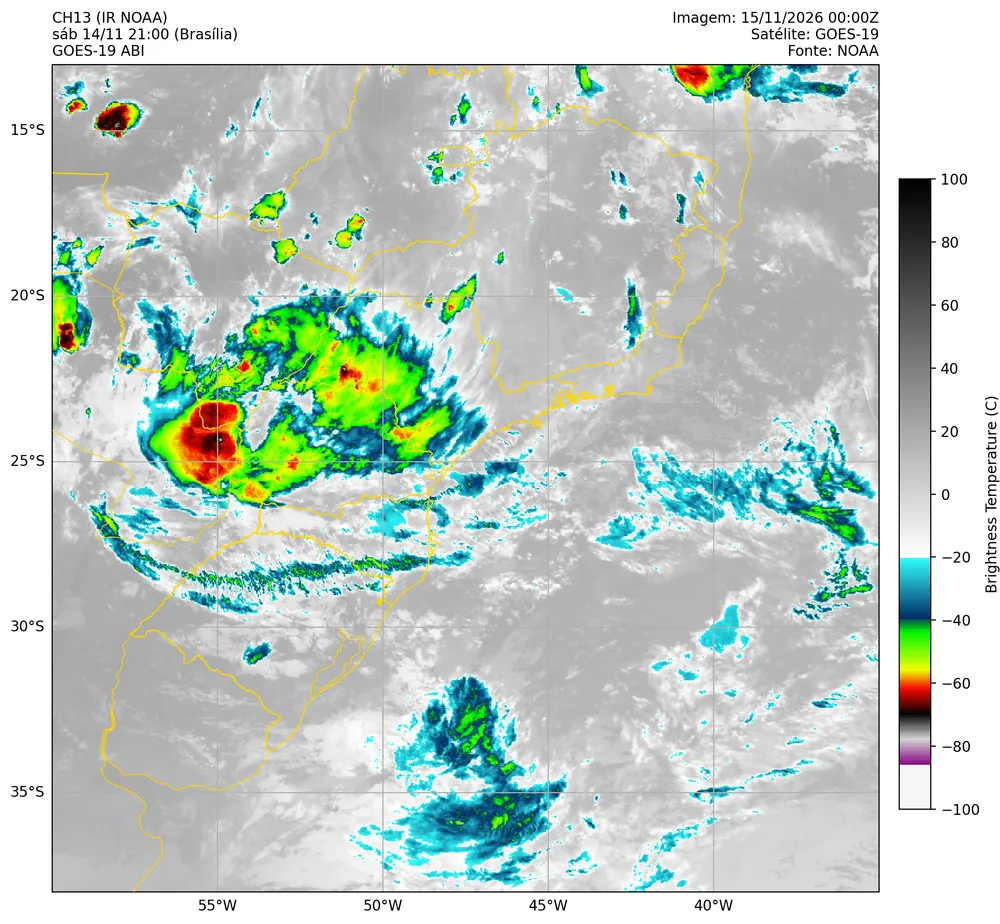 CH13 (IR NOAA)
sáb 14/11 21:00 (Brasília)
GOES-19 ABI
Imagem: 15/11/2026 00:00Z
Satélite: GOES-19
Fonte: NOAA
15°S
20°S
25°S
30°S
35°S
55°W
50°W
45°W
40°W
100
80
60
40
20
0
−20
−40
−60
−80
−100
Brightness Temperature (C)